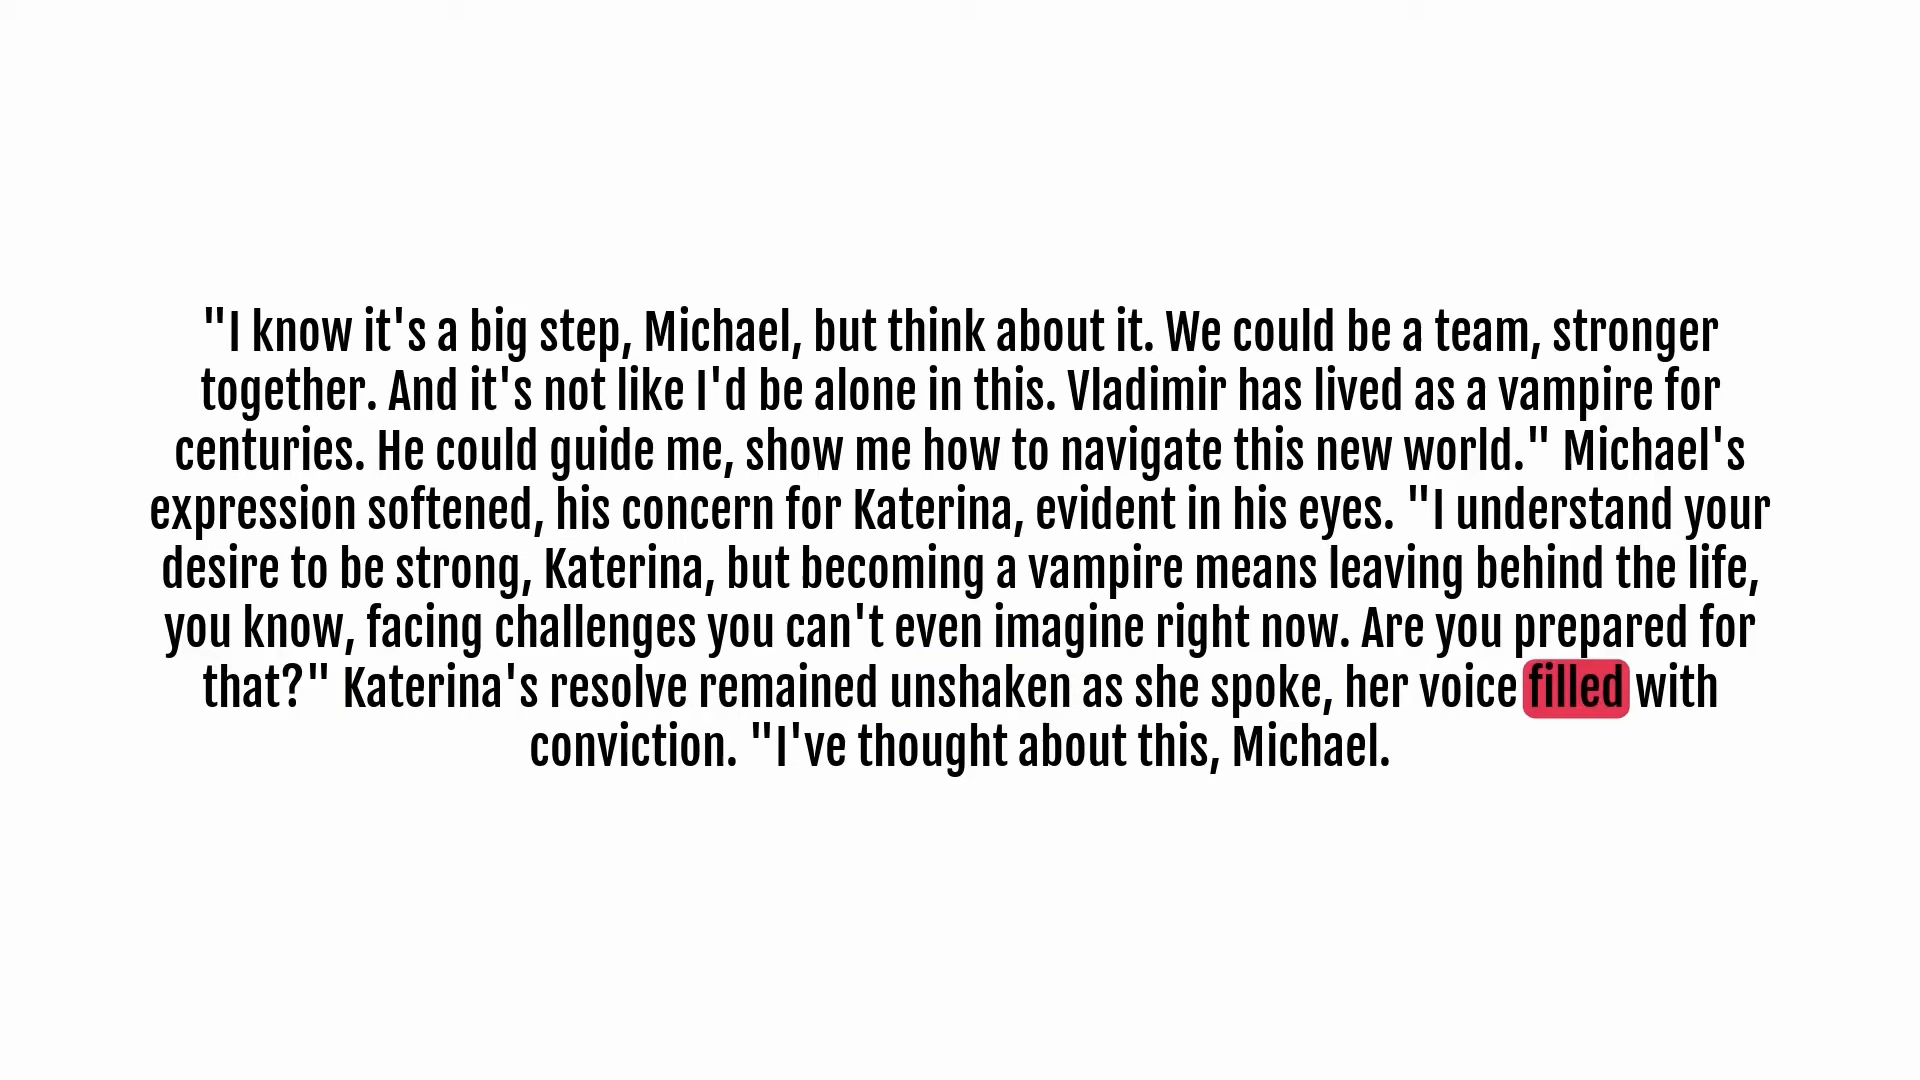 "I know it's a big step, Michael, but think about it. We could be a team, stronger
together. And it's not like I'd be alone in this. Vladimir has lived as a vampire for
centuries. He could guide me, show me how to navigate this new world." Michael's
expression softened, his concern for Katerina, evident in his eyes. "I understand your
desire to be strong, Katerina, but becoming a vampire means leaving behind the life,
you know, facing challenges you can't even imagine right now. Are you prepared for
that?" Katerina's resolve remained unshaken as she spoke, her voice filled with
conviction. "I've thought about this, Michael.